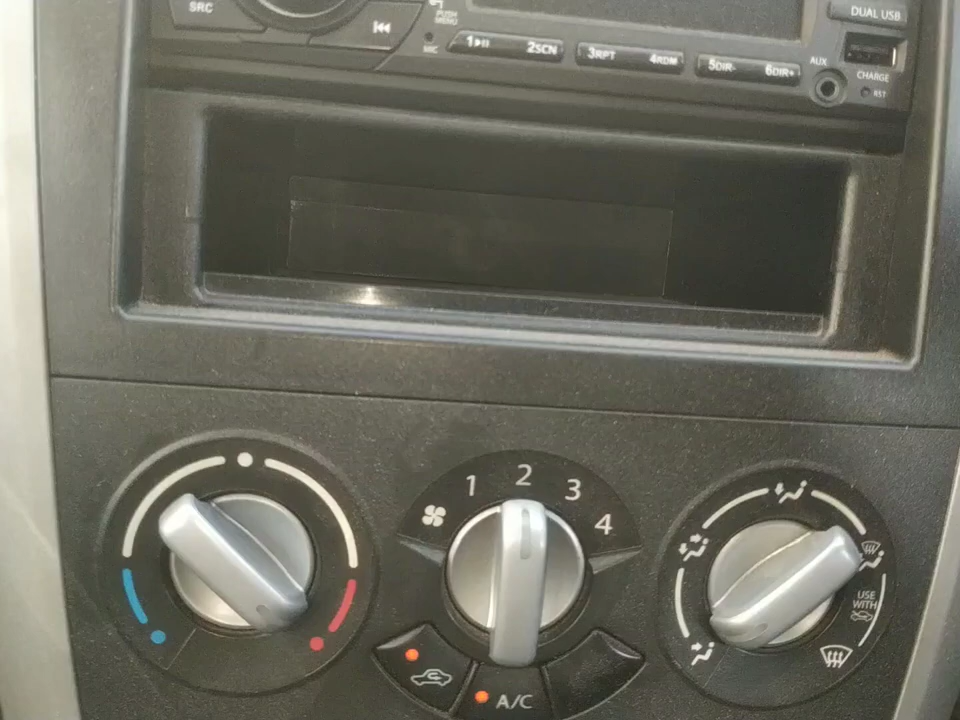 SRC
PUSH
MENU
MIC
1 2SCN 3RPT 4RDM 5DIR- 6DIR+
DUAL USB
AUX
CHARGE
RST
1 2 3 4
A/C
USE
WITH